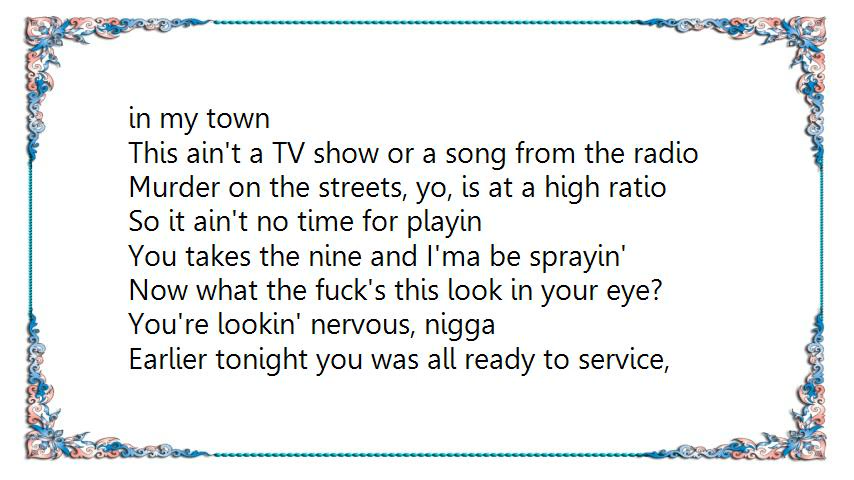 in my town
This ain't a TV show or a song from the radio
Murder on the streets, yo, is at a high ratio
So it ain't no time for playin
You takes the nine and I'ma be sprayin'
Now what the fuck's this look in your eye?
You're lookin' nervous, nigga
Earlier tonight you was all ready to service,